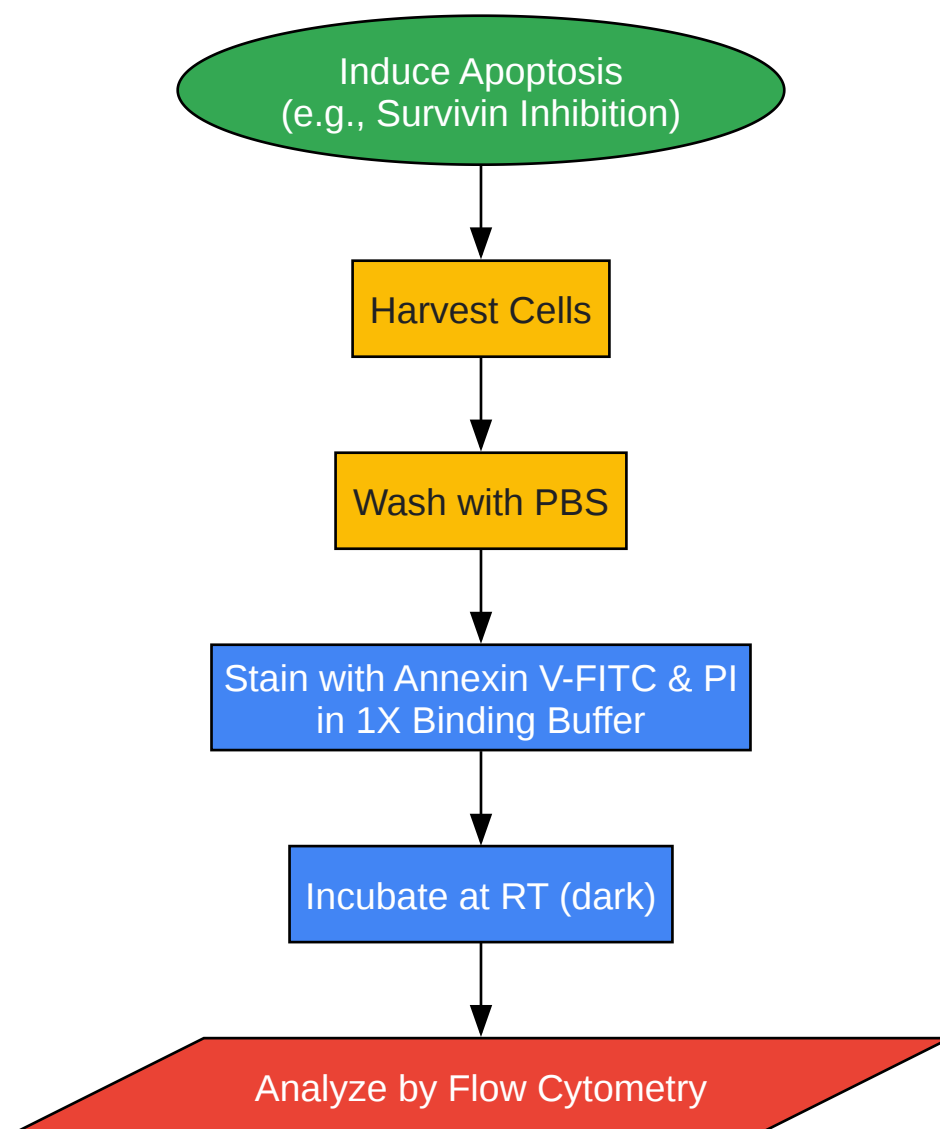 Induce Apoptosis
(e.g., Survivin Inhibition)
Harvest Cells
Wash with PBS
Stain with Annexin V-FITC & PI
in 1X Binding Buffer
Incubate at RT (dark)
Analyze by Flow Cytometry